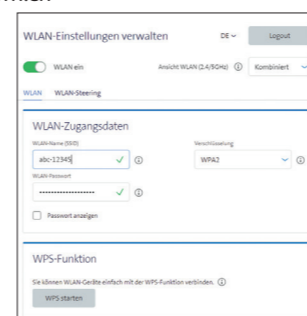 WLAN-Einstellungen verwalten DE Logout
WLAN ein Ansicht WLAN (2.4/5GHz) Kombiniert
WLAN WLAN-Steering
WLAN-Zugangsdaten
WLAN-Name (SSID) Verschlüsselung
abc-12345 WPA2
WLAN-Passwort
••••••••••••••••••
Passwort anzeigen
WPS-Funktion
Sie können WLAN-Geräte einfach mit der WPS-Funktion verbinden.
WPS starten